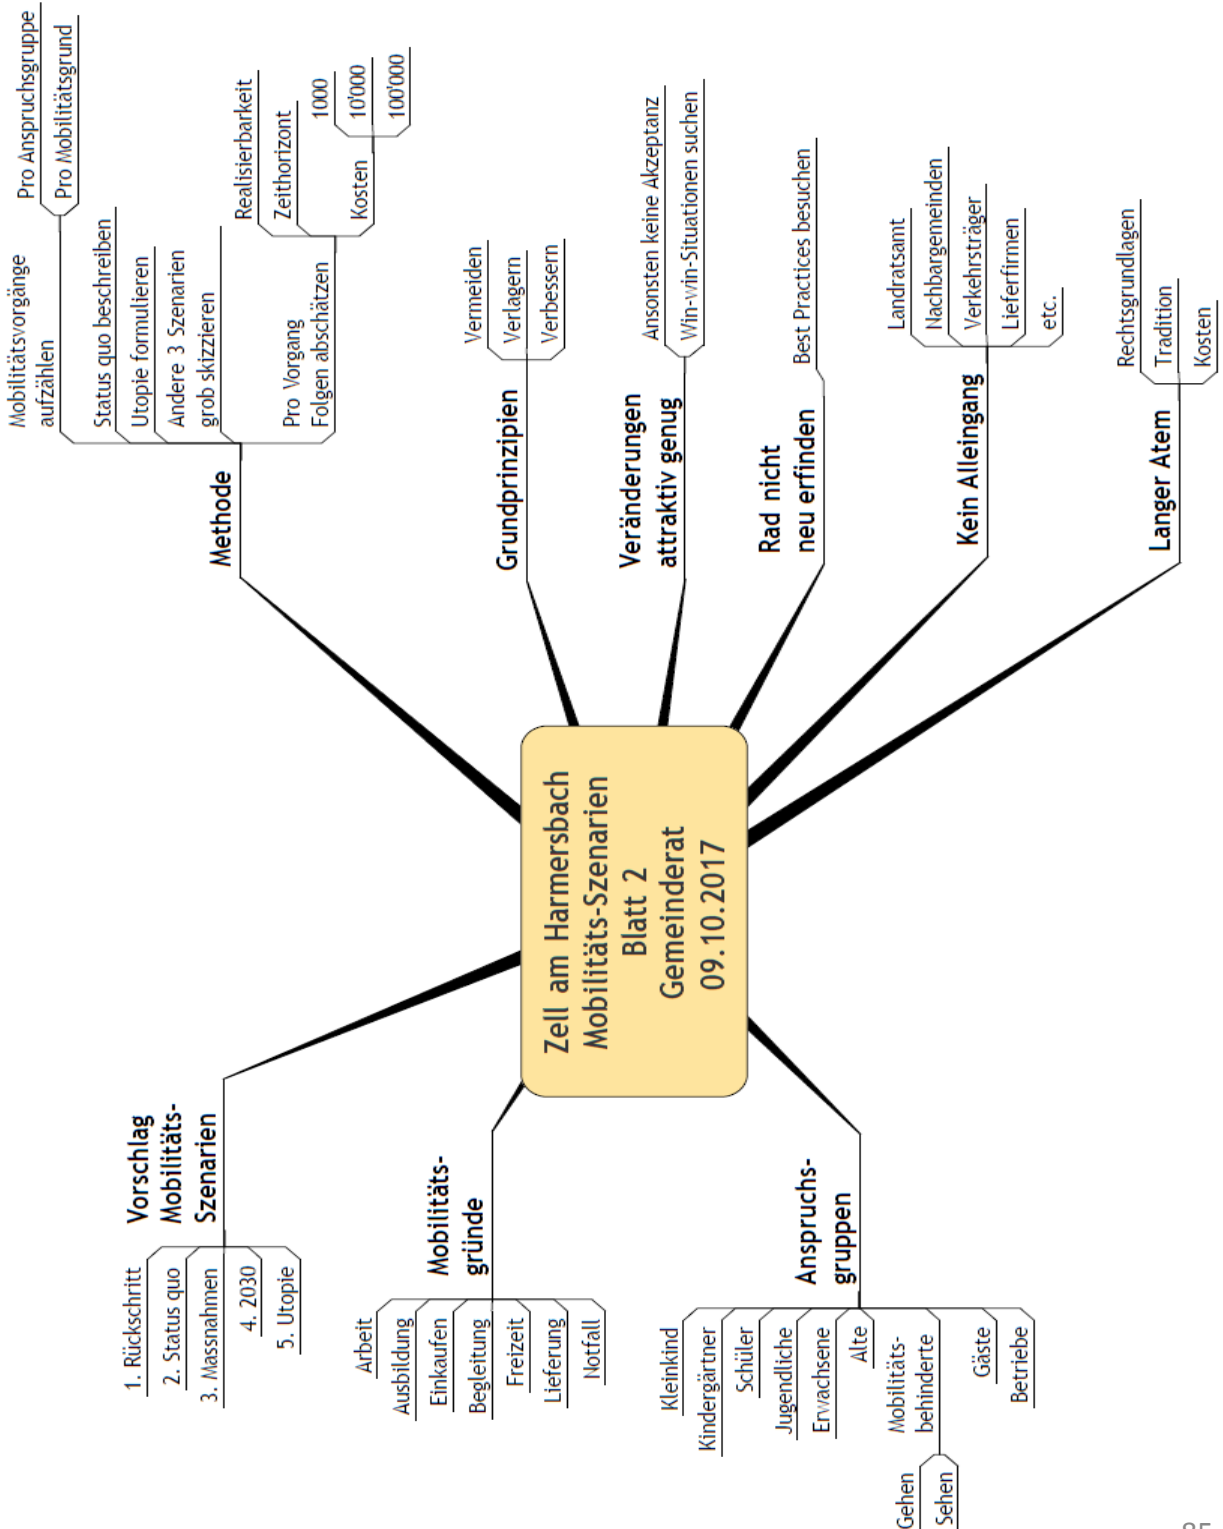 Zell am Harmersbach
Mobilitäts-Szenarien
Blatt 2
Gemeinderat
09.10.2017
Vorschlag
Mobilitäts-
Szenarien
1. Rückschritt
2. Status quo
3. Massnahmen
4. 2030
5. Utopie
Mobilitäts-
gründe
Arbeit
Ausbildung
Einkaufen
Begleitung
Freizeit
Lieferung
Notfall
Anspruchs-
gruppen
Kleinkind
Kindergärtner
Schüler
Jugendliche
Erwachsene
Alte
Mobilitäts-
behinderte
Gehen
Sehen
Gäste
Betriebe
Methode
Mobilitätsvorgänge
aufzählen
Pro Anspruchsgruppe
Pro Mobilitätsgrund
Status quo beschreiben
Utopie formulieren
Andere 3 Szenarien
grob skizzieren
Pro Vorgang
Folgen abschätzen
Realisierbarkeit
Zeithorizont
Kosten
1000
10'000
100'000
Grundprinzipien
Vermeiden
Verlagern
Verbessern
Veränderungen
attraktiv genug
Ansonsten keine Akzeptanz
Win-win-Situationen suchen
Rad nicht
neu erfinden
Best Practices besuchen
Kein Alleingang
Landratsamt
Nachbargemeinden
Verkehrsträger
Lieferfirmen
etc.
Langer Atem
Rechtsgrundlagen
Tradition
Kosten